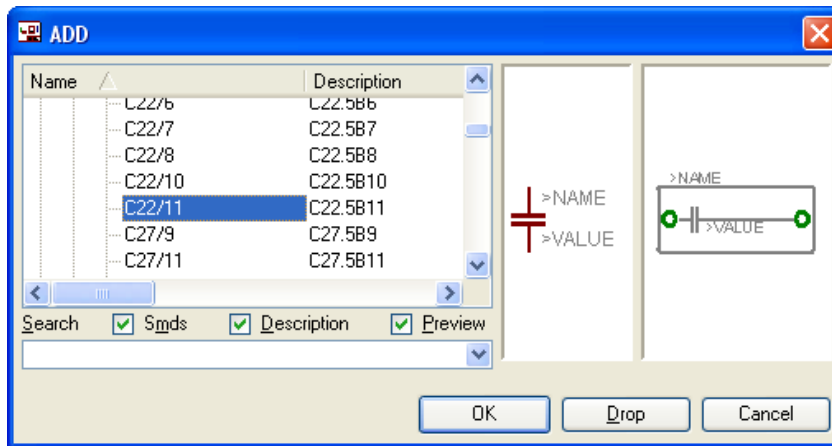 ADD
Name Description
C22/6 C22.5B6
C22/7 C22.5B7
C22/8 C22.5B8
C22/10 C22.5B10
C22/11 C22.5B11
C27/9 C27.5B9
C27/11 C27.5B11
Search Smds Description Preview
>NAME
>VALUE
>NAME
>VALUE
OK Drop Cancel